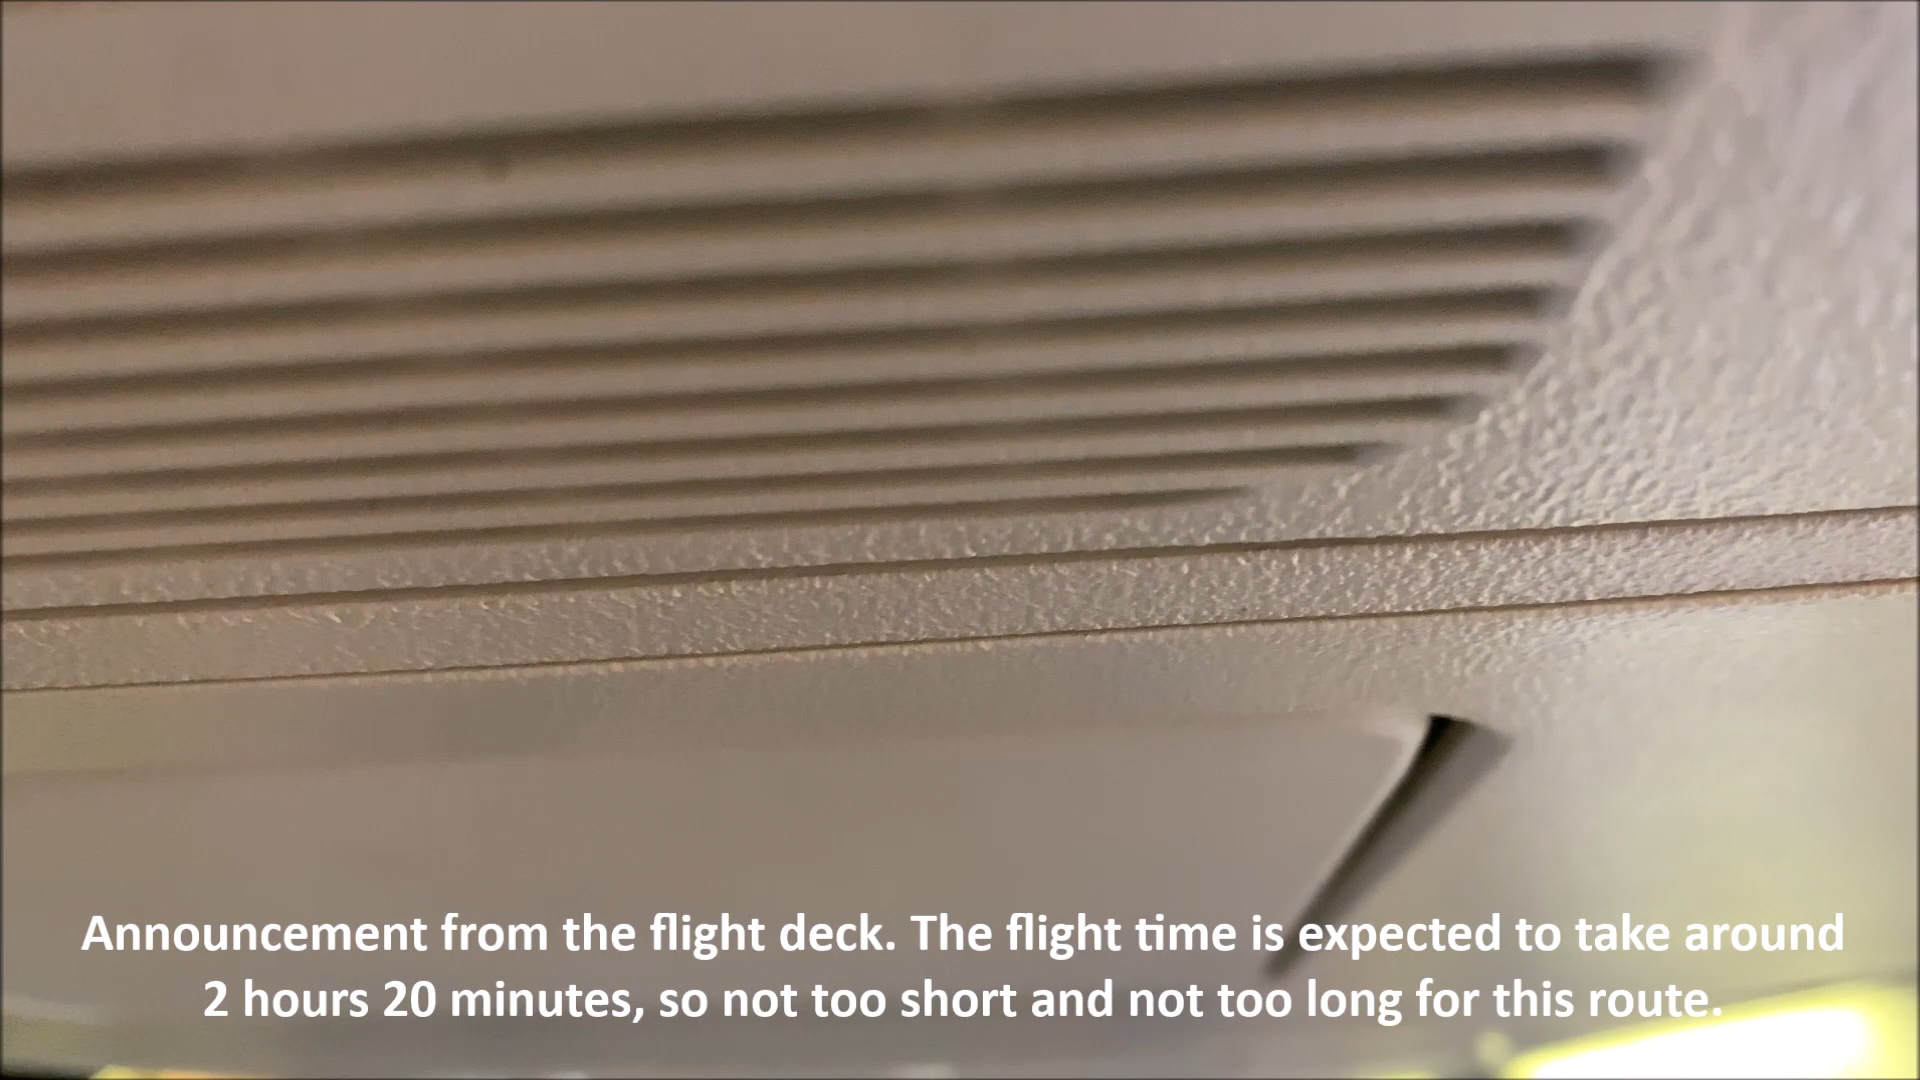 Announcement from the flight deck. The flight time is expected to take around
2 hours 20 minutes, so not too short and not too long for this route.